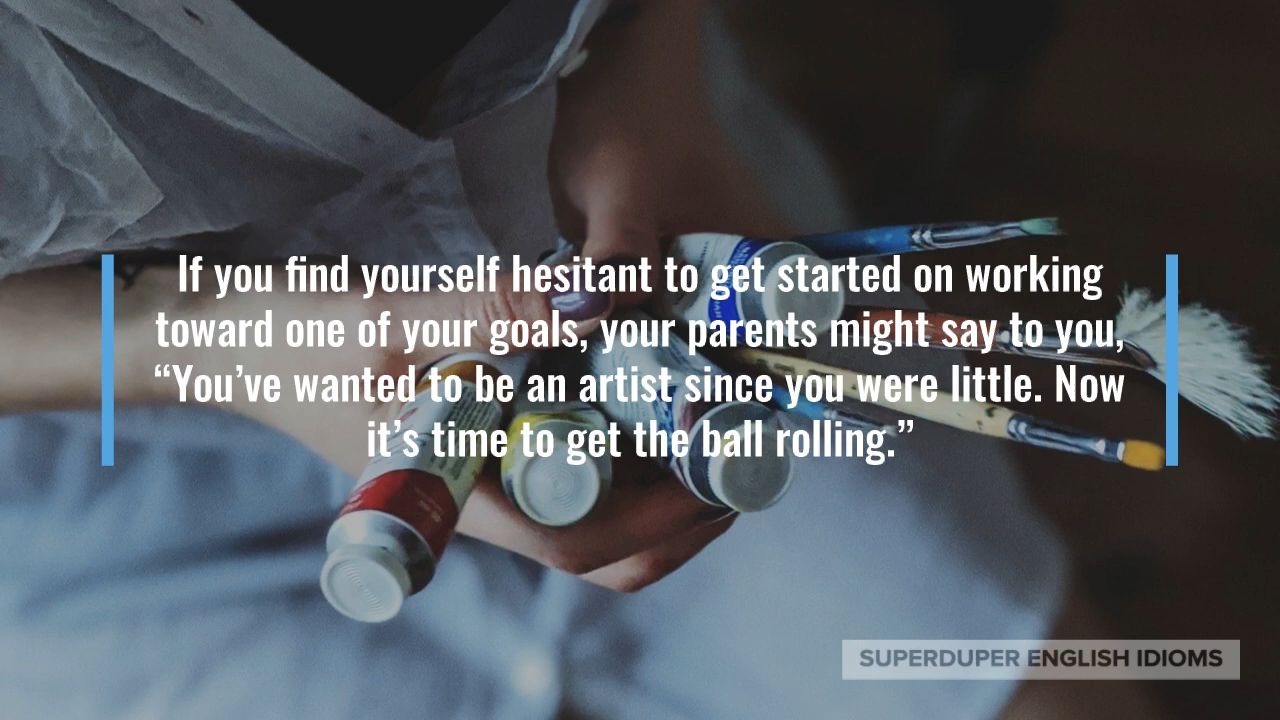 If you find yourself hesitant to get started on working
toward one of your goals, your parents might say to you,
“You’ve wanted to be an artist since you were little. Now
it’s time to get the ball rolling.”
SUPERDUPER ENGLISH IDIOMS